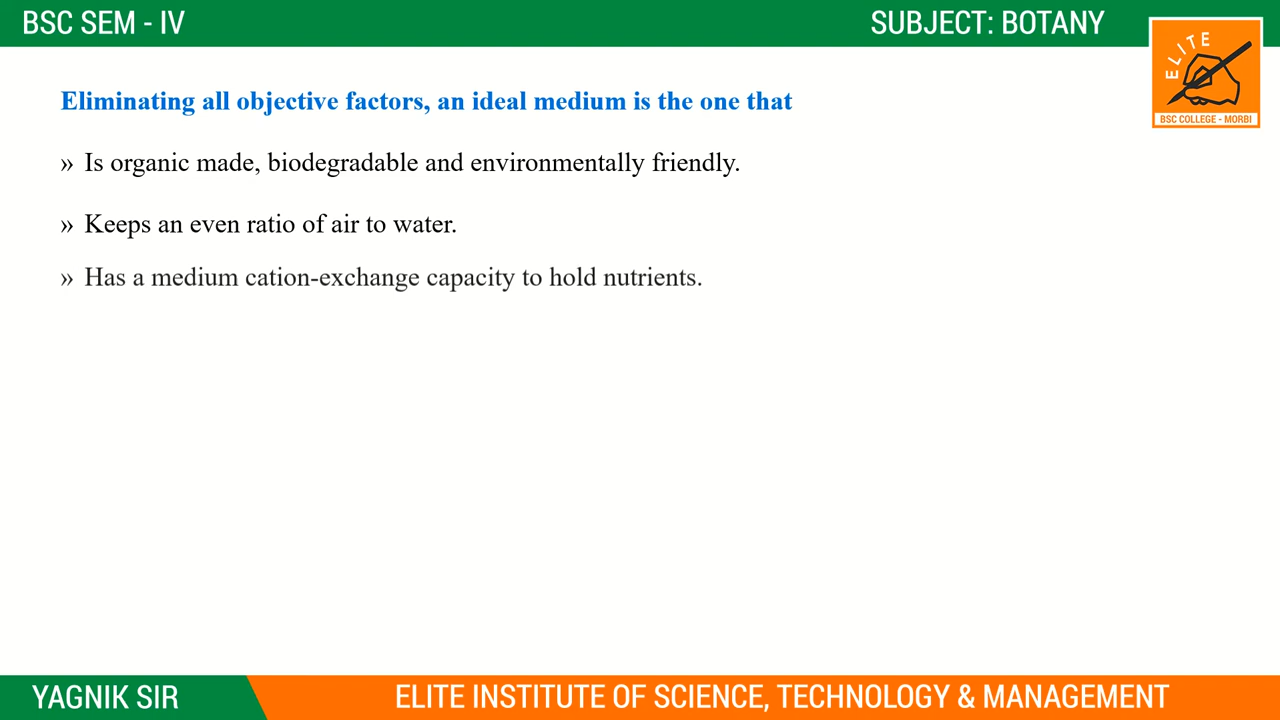 BSC SEM - IV
SUBJECT: BOTANY
ELITE
BSC COLLEGE - MORBI
Eliminating all objective factors, an ideal medium is the one that
» Is organic made, biodegradable and environmentally friendly.
» Keeps an even ratio of air to water.
» Has a medium cation-exchange capacity to hold nutrients.
YAGNIK SIR
ELITE INSTITUTE OF SCIENCE, TECHNOLOGY & MANAGEMENT